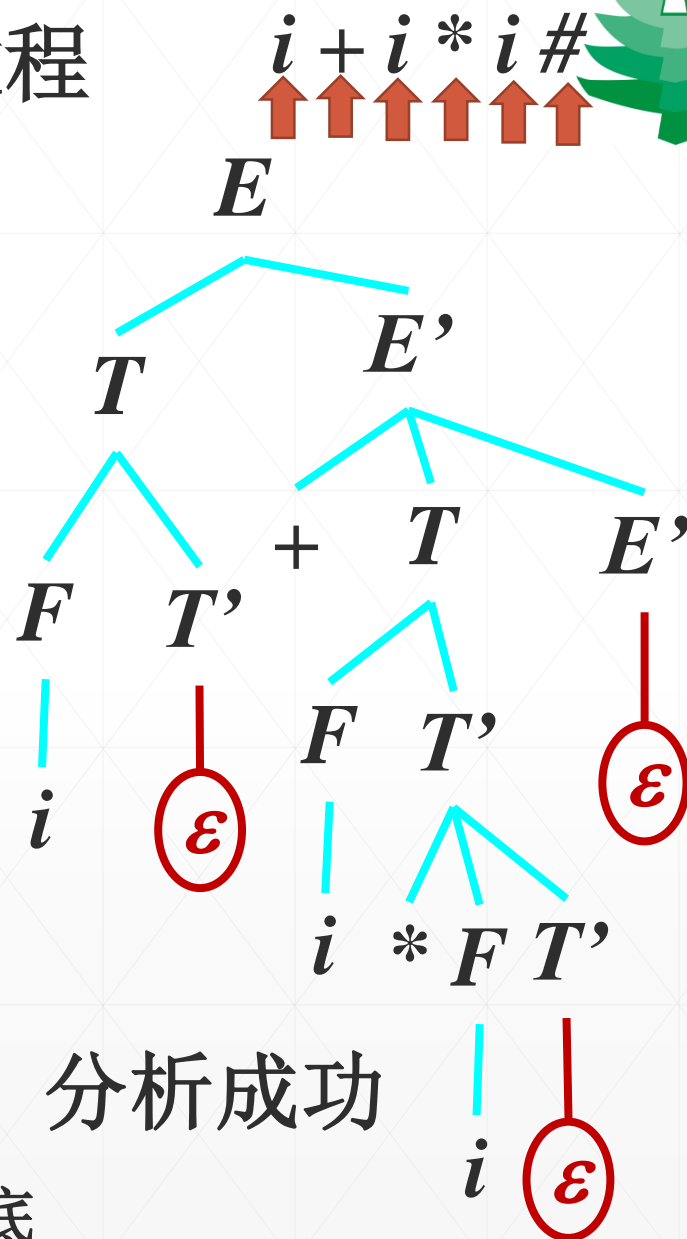 程 i + i * i #
E
T E’
+ T E’
F T’
F T’
i ε ε
i * F T’
分析成功
i ε
底